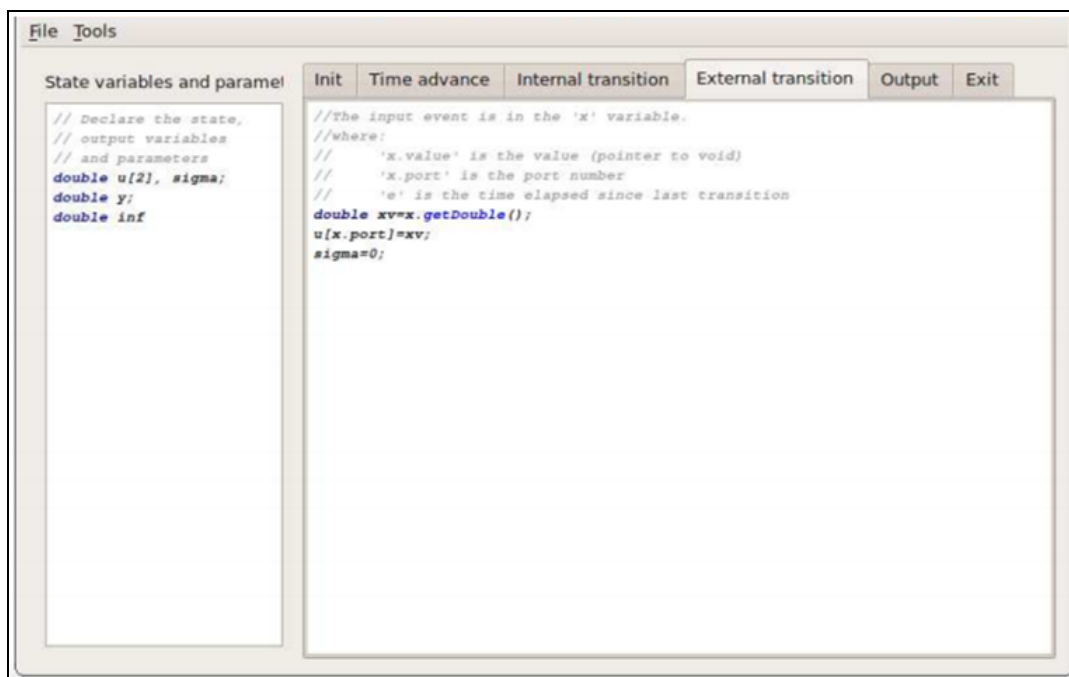 File Tools
State variables and paramet
Init Time advance Internal transition External transition Output Exit
// Declare the state,
// output variables
// and parameters
double u[2], sigma;
double y;
double inf
//The input event is in the 'x' variable.
//where:
//     'x.value' is the value (pointer to void)
//     'x.port' is the port number
//     'e' is the time elapsed since last transition
double xv=x.getDouble();
u[x.port]=xv;
sigma=0;